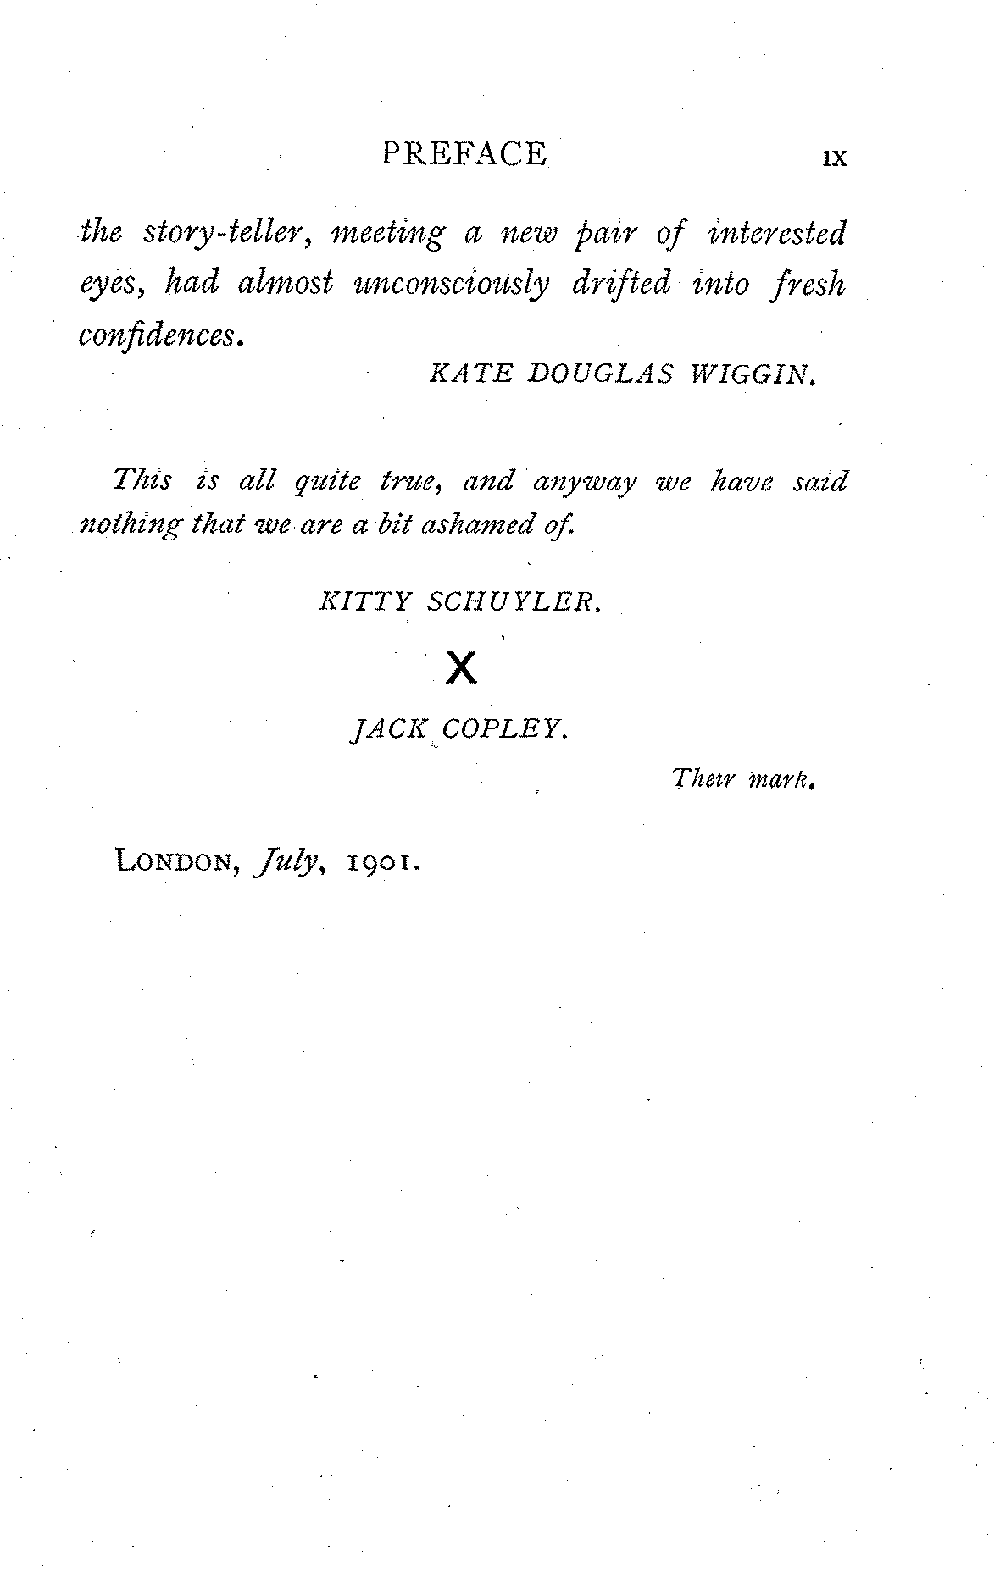 PREFACE ix
the story-teller, meeting a new pair of interested
eyes, had almost unconsciously drifted into fresh
confidences.
KATE DOUGLAS WIGGIN.
This is all quite true, and anyway we have said
nothing that we are a bit ashamed of.
KITTY SCHUYLER.
X
JACK COPLEY.
Their mark.
LONDON, July, 1901.